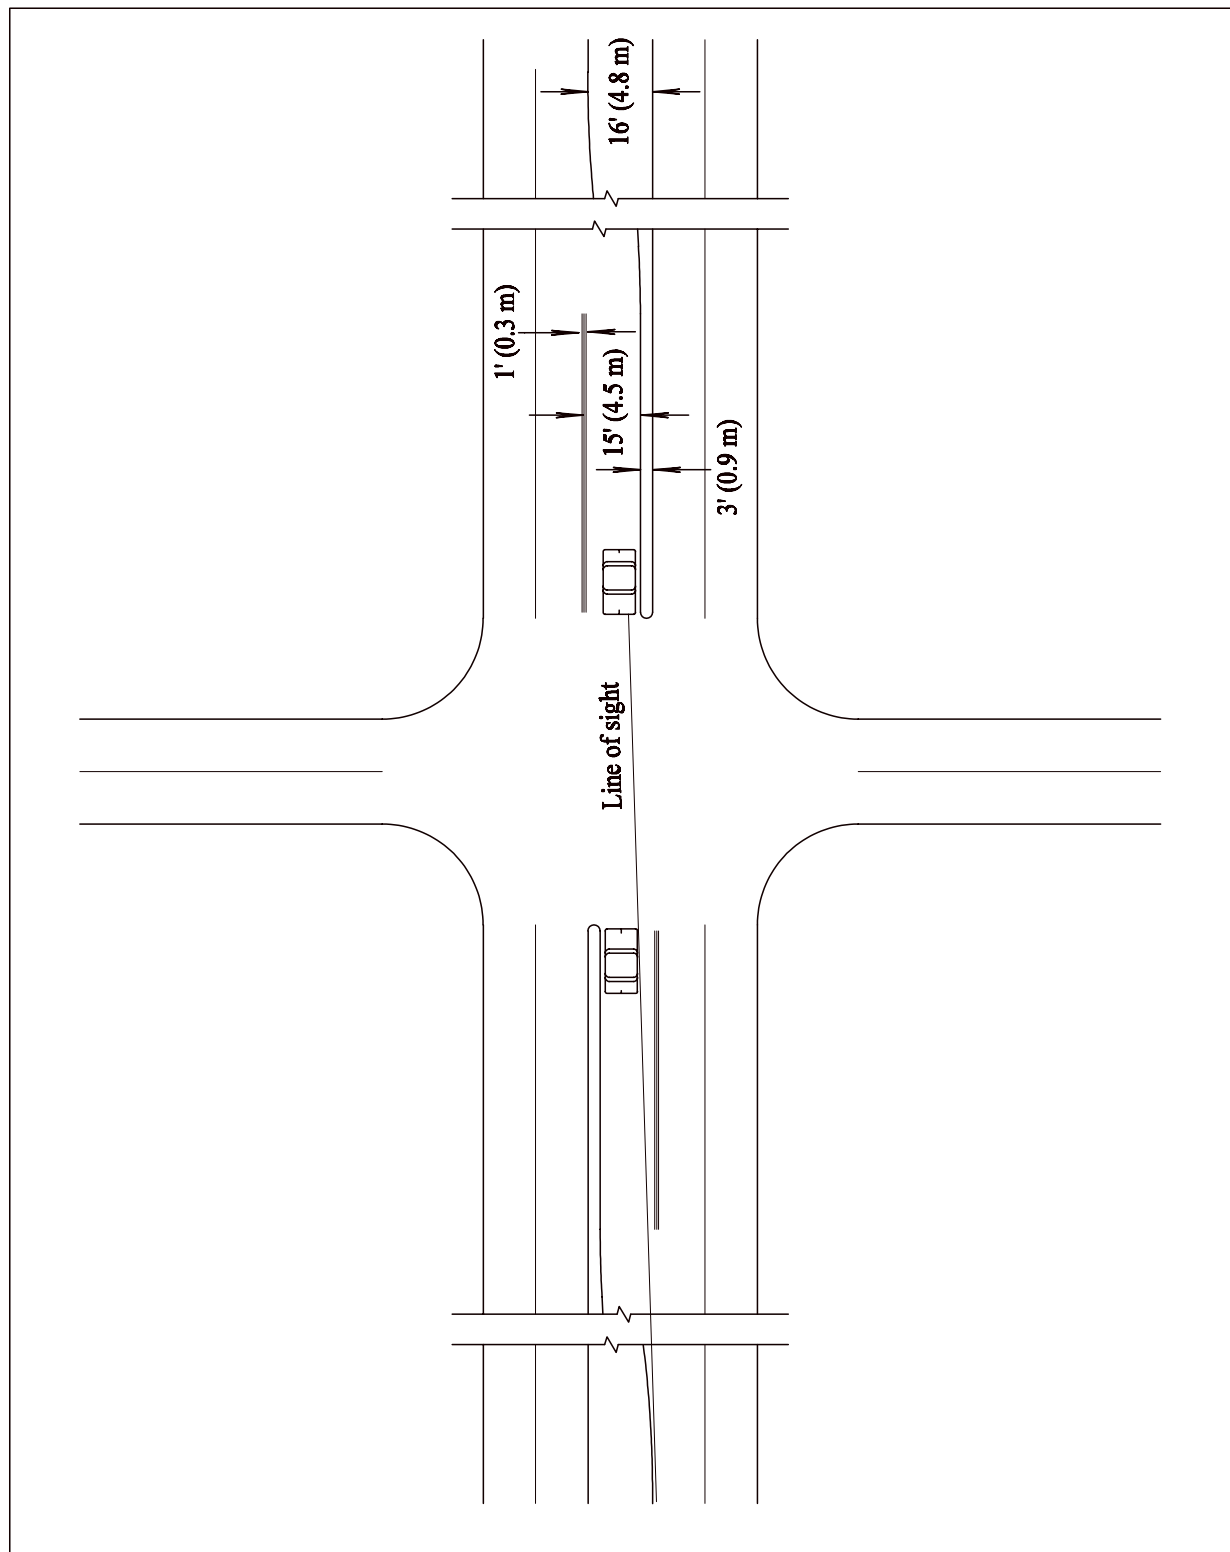 16' (4.8 m)
1' (0.3 m)
15' (4.5 m)
3' (0.9 m)
Line of sight